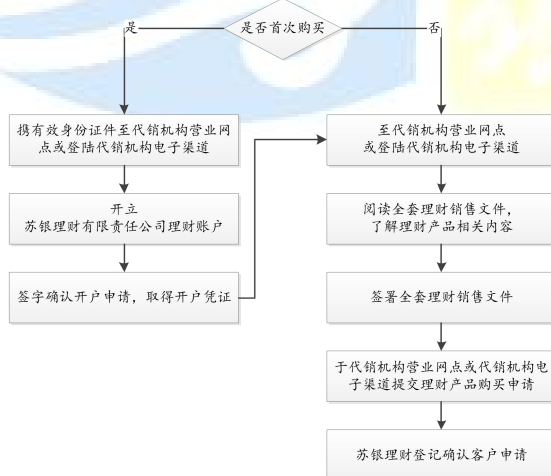 是否首次购买
是
否
携有效身份证件至代销机构营业网
点或登陆代销机构电子渠道
开立
苏银理财有限责任公司理财账户
签字确认开户申请，取得开户凭证
至代销机构营业网点
或登陆代销机构电子渠道
阅读全套理财销售文件，
了解理财产品相关内容
签署全套理财销售文件
于代销机构营业网点或代销机构电
子渠道提交理财产品购买申请
苏银理财登记确认客户申请